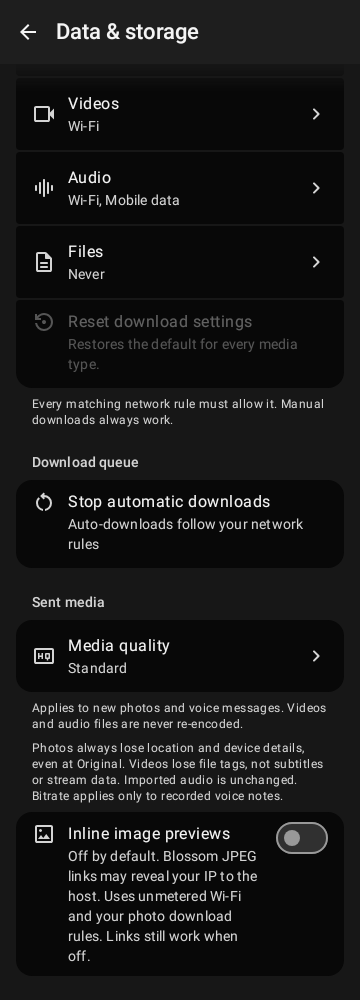 Data & storage
Videos
Wi-Fi
Audio
Wi-Fi, Mobile data
Files
Never
Reset download settings
Restores the default for every media
type.
Every matching network rule must allow it. Manual
downloads always work.
Download queue
Stop automatic downloads
Auto-downloads follow your network
rules
Sent media
HQ
Media quality
Standard
Applies to new photos and voice messages. Videos
and audio files are never re-encoded.
Photos always lose location and device details,
even at Original. Videos lose file tags, not subtitles
or stream data. Imported audio is unchanged.
Bitrate applies only to recorded voice notes.
Inline image previews
Off by default. Blossom JPEG
links may reveal your IP to the
host. Uses unmetered Wi-Fi
and your photo download
rules. Links still work when
off.